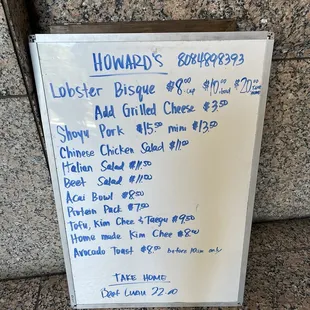 HOWARD'S 8084898393
Lobster Bisque $8.00 cup $10.00 bowl $20.00
Add Grilled Cheese $3.50
Shoyu Pork $15.50 mini $13.50
Chinese Chicken Salad $11.00
Italian Salad $11.50
Beet Salad $11.00
Acai Bowl $8.50
Protein Pack $7.00
Tofu, Kim Chee & Taegu $9.50
Home made Kim Chee $8.00
Avocado Toast $8.50 before 10am only
TAKE HOME
Beef Luau 22.00